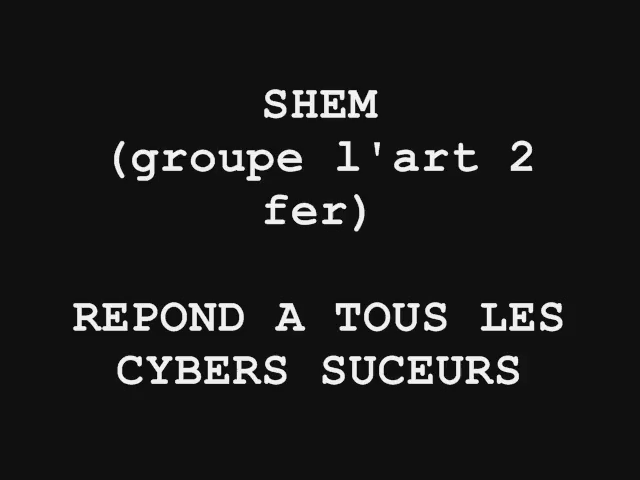 SHEM
(groupe l'art 2
fer)
REPOND A TOUS LES
CYBERS SUCEURS